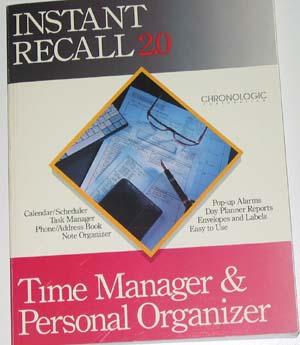 INSTANT
RECALL 2.0
CHRONOLOGIC
CORPORATION
Calendar/Scheduler
Task Manager
Phone/Address Book
Note Organizer
Pop-up Alarms
Day Planner Reports
Envelopes and Labels
Easy to Use
Time Manager &
Personal Organizer